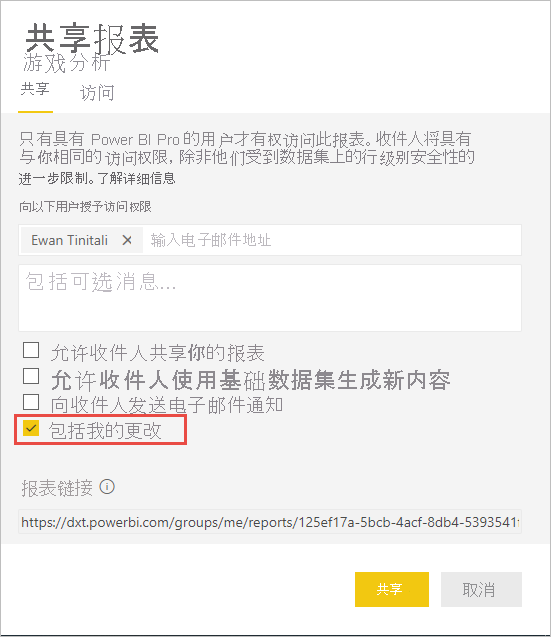 共享报表
游戏分析
共享 访问
只有具有 Power BI Pro 的用户才有权访问此报表。收件人将具有
与你相同的访问权限，除非他们受到数据集上的行级别安全性的
进一步限制。了解详细信息
向以下用户授予访问权限
Ewan Tinitali × 输入电子邮件地址
包括可选消息...
允许收件人共享你的报表
允许收件人使用基础数据集生成新内容
向收件人发送电子邮件通知
包括我的更改
报表链接
https://dxt.powerbi.com/groups/me/reports/125ef17a-5bcb-4acf-8db4-5393541f
共享 取消